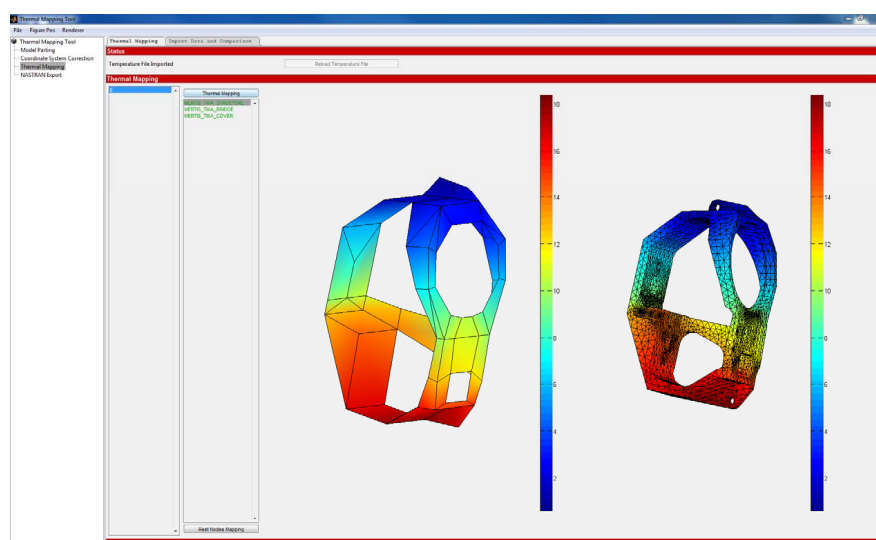 Thermal Mapping Tool
File Figure Pos Renderer
Thermal Mapping Tool
Model Parting
Coordinate System Correction
Thermal Mapping
NASTRAN Export
Thermal Mapping Import Data and Comparison
Status
Temperature File Imported Reload Temperature File
Thermal Mapping
Thermal Mapping
MERTIS_TMA_STRUCTURE
MERTIS_TMA_BRIDGE
MERTIS_TMA_COVER
18 18
16 16
14 14
12 12
10 10
8 8
6 6
4 4
2 2
Rest Nodes Mapping